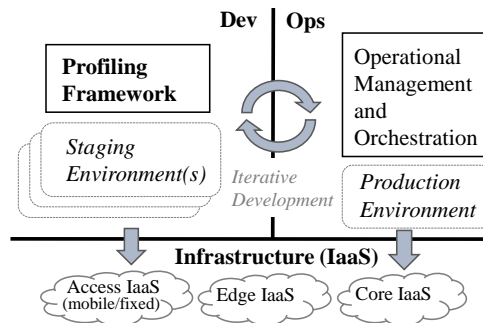 Dev
Ops
Profiling
Framework
Operational
Management
and
Orchestration
Staging
Environment(s)
Iterative
Development
Production
Environment
Infrastructure (IaaS)
Access IaaS
(mobile/fixed)
Edge IaaS
Core IaaS